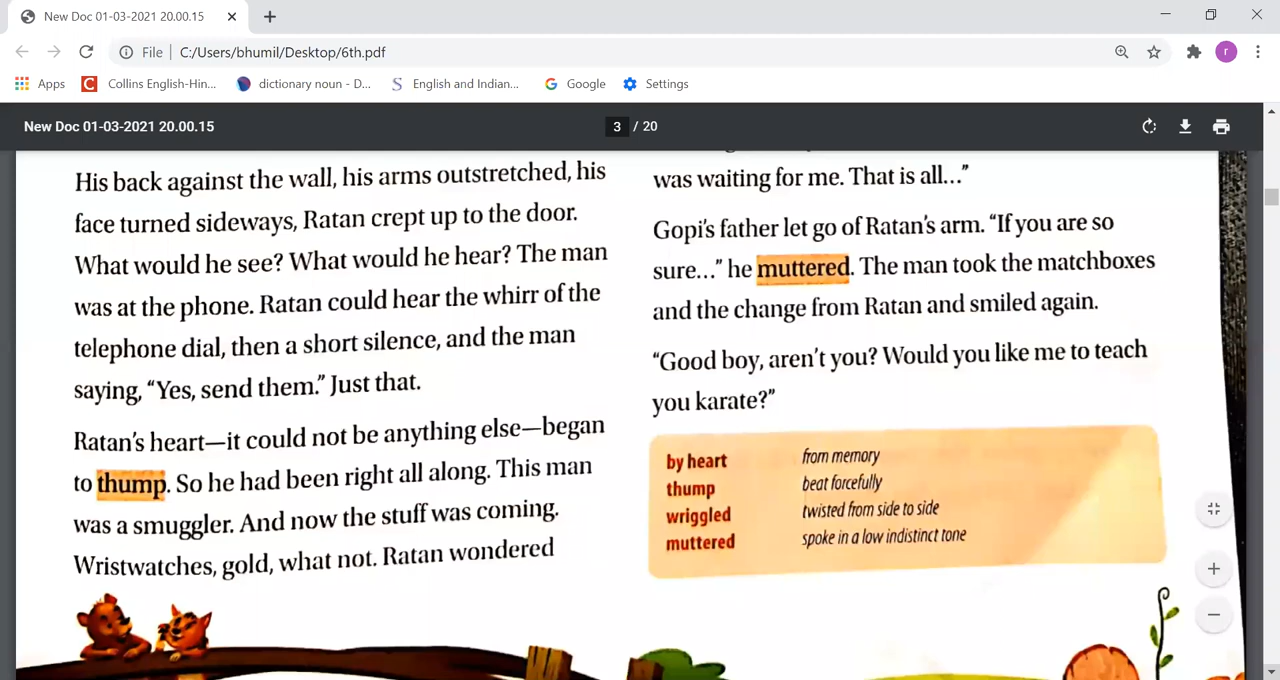 New Doc 01-03-2021 20.00.15
File
C:/Users/bhumil/Desktop/6th.pdf
r
Apps
Collins English-Hin...
dictionary noun - D...
English and Indian...
Google
Settings
New Doc 01-03-2021 20.00.15
3 / 20
His back against the wall, his arms outstretched, his
face turned sideways, Ratan crept up to the door.
What would he see? What would he hear? The man
was at the phone. Ratan could hear the whirr of the
telephone dial, then a short silence, and the man
saying, “Yes, send them.” Just that.
Ratan’s heart—it could not be anything else—began
to thump. So he had been right all along. This man
was a smuggler. And now the stuff was coming.
Wristwatches, gold, what not. Ratan wondered
was waiting for me. That is all...”
Gopi’s father let go of Ratan’s arm. “If you are so
sure...” he muttered. The man took the matchboxes
and the change from Ratan and smiled again.
“Good boy, aren’t you? Would you like me to teach
you karate?”
by heart from memory
thump beat forcefully
wriggled twisted from side to side
muttered spoke in a low indistinct tone